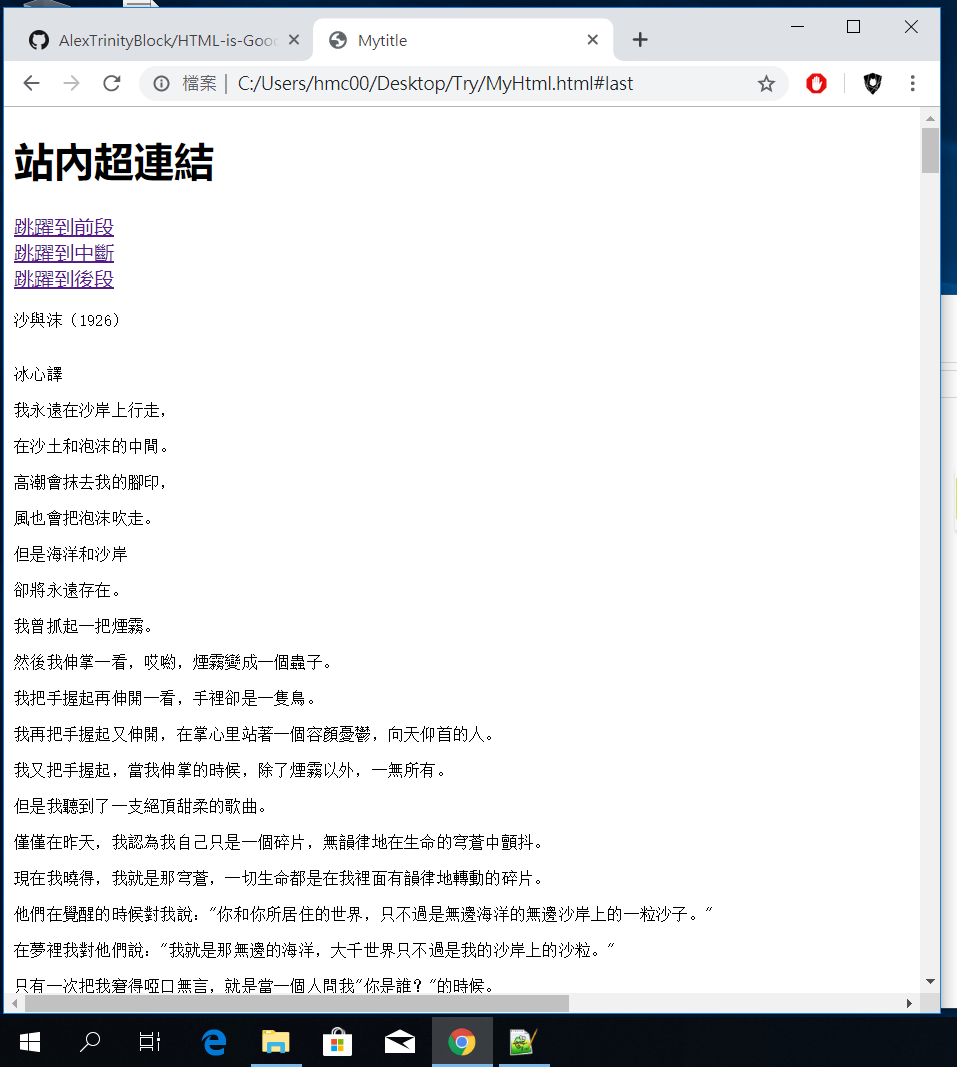 AlexTrinityBlock/HTML-is-Good
Mytitle
檔案 | C:/Users/hmc00/Desktop/Try/MyHtml.html#last
站內超連結
跳躍到前段
跳躍到中斷
跳躍到後段
沙與沫（1926）
冰心譯
我永遠在沙岸上行走，
在沙土和泡沫的中間。
高潮會抹去我的腳印，
風也會把泡沫吹走。
但是海洋和沙岸
卻將永遠存在。
我曾抓起一把煙霧。
然後我伸掌一看，哎喲，煙霧變成一個蟲子。
我把手握起再伸開一看，手裡卻是一隻鳥。
我再把手握起又伸開，在掌心里站著一個容顏憂鬱，向天仰首的人。
我又把手握起，當我伸掌的時候，除了煙霧以外，一無所有。
但是我聽到了一支絕頂甜柔的歌曲。
僅僅在昨天，我認為我自己只是一個碎片，無韻律地在生命的穹蒼中顫抖。
現在我曉得，我就是那穹蒼，一切生命都是在我裡面有韻律地轉動的碎片。
他們在覺醒的時候對我說："你和你所居住的世界，只不過是無邊海洋的無邊沙岸上的一粒沙子。"
在夢裡我對他們說："我就是那無邊的海洋，大千世界只不過是我的沙岸上的沙粒。"
只有一次把我窘得啞口無言，就是當一個人問我"你是誰？"的時候。